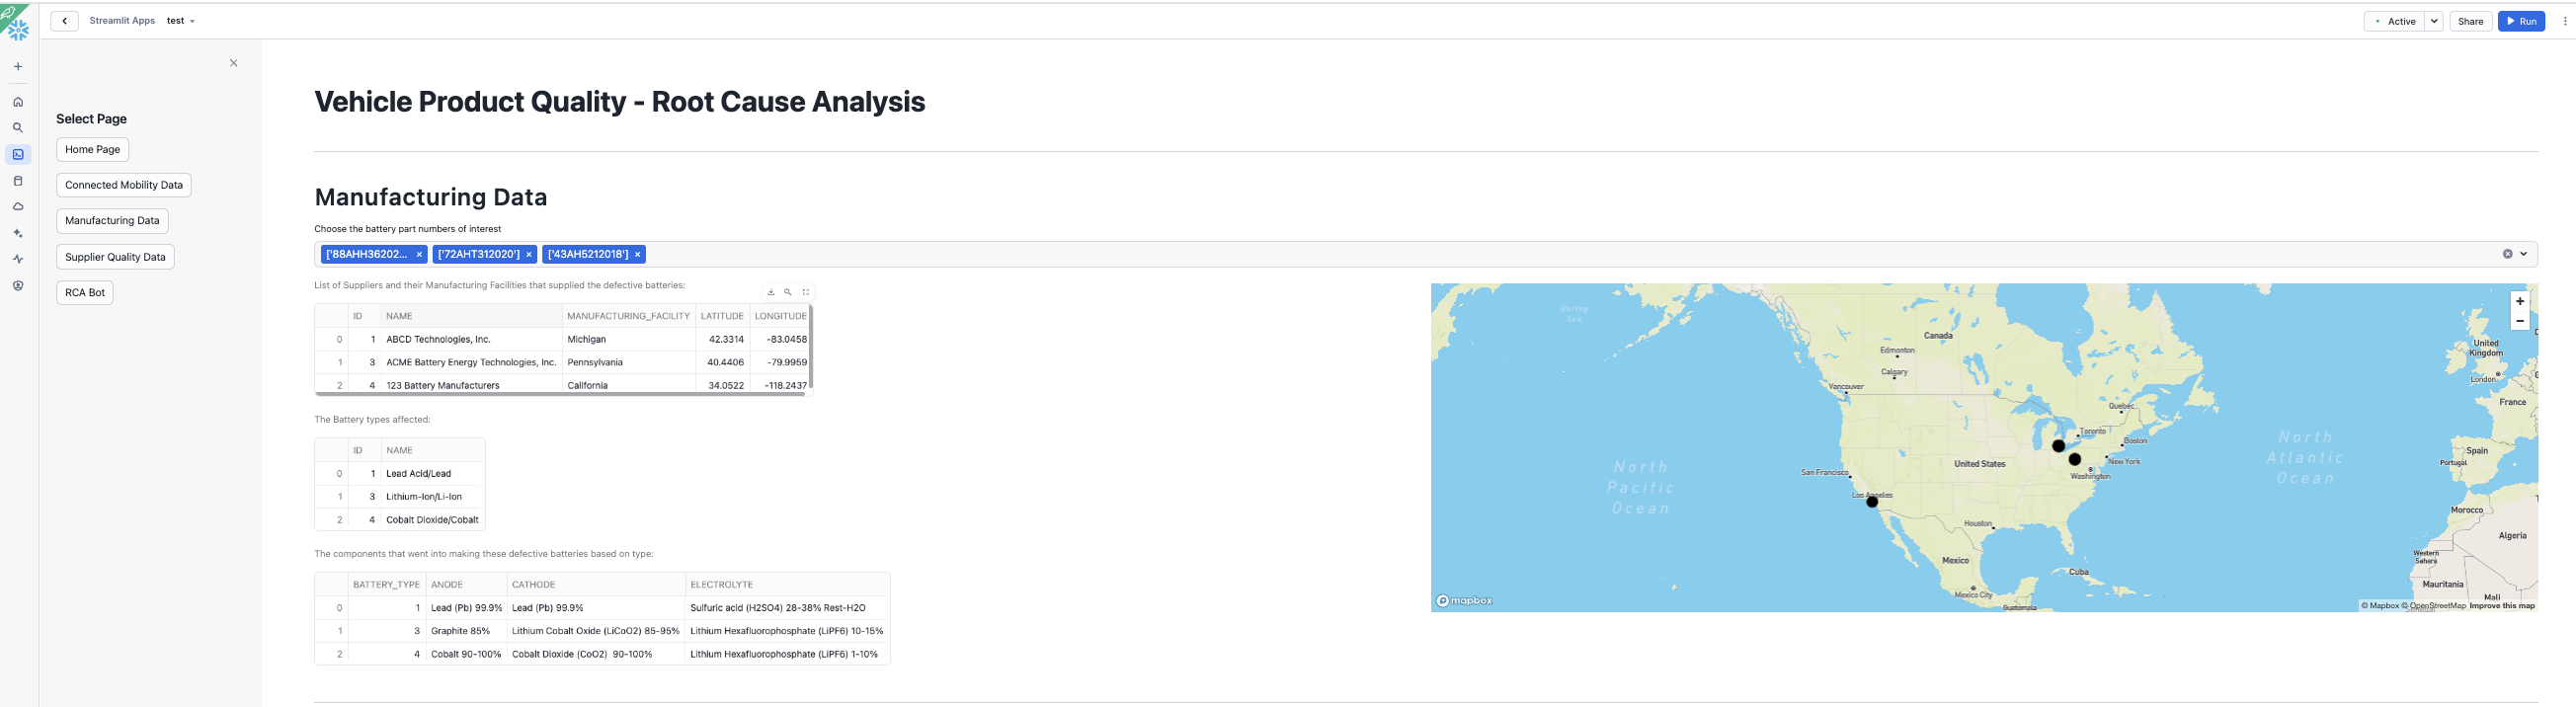 Streamlit Apps test
Active Share Run
Select Page
Home Page
Connected Mobility Data
Manufacturing Data
Supplier Quality Data
RCA Bot
Vehicle Product Quality - Root Cause Analysis
Manufacturing Data
Choose the battery part numbers of interest
['88AHH36202... × ['72AHT312020'] × ['43AH5212018'] ×
List of Suppliers and their Manufacturing Facilities that supplied the defective batteries:
ID NAME MANUFACTURING_FACILITY LATITUDE LONGITUDE
0 1 ABCD Technologies, Inc. Michigan 42.3314 -83.0458
1 3 ACME Battery Energy Technologies, Inc. Pennsylvania 40.4406 -79.9959
2 4 123 Battery Manufacturers California 34.0522 -118.2437
The Battery types affected:
ID NAME
0 1 Lead Acid/Lead
1 3 Lithium-Ion/Li-Ion
2 4 Cobalt Dioxide/Cobalt
The components that went into making these defective batteries based on type:
BATTERY_TYPE ANODE CATHODE ELECTROLYTE
0 1 Lead (Pb) 99.9% Lead (Pb) 99.9% Sulfuric acid (H2SO4) 28-38% Rest-H2O
1 3 Graphite 85% Lithium Cobalt Oxide (LiCoO2) 85-95% Lithium Hexafluorophosphate (LiPF6) 10-15%
2 4 Cobalt 90-100% Cobalt Dioxide (CoO2) 90-100% Lithium Hexafluorophosphate (LiPF6) 1-10%
Bering
Sea
Canada
Edmonton
Calgary
Vancouver
United
Kingdom
London
France
Quebec
Toronto
Boston
New York
Washington
United States
San Francisco
Los Angeles
Houston
North
Pacific
Ocean
North
Atlantic
Ocean
Spain
Portugal
Morocco
Algeria
Western
Sahara
Mauritania
Mali
Mexico
Mexico City
Cuba
Guatemala
mapbox
© Mapbox © OpenStreetMap Improve this map